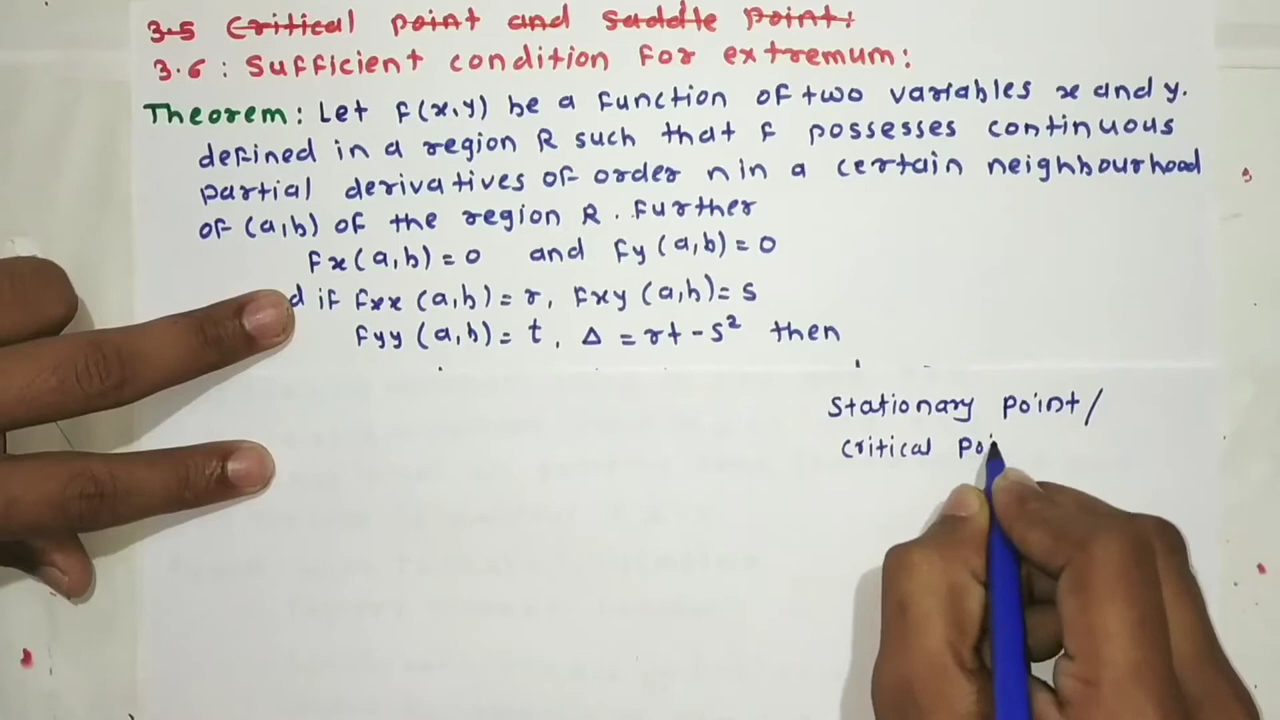 3.5 Critical point and saddle point:
3.6 : Sufficient condition for extremum:
Theorem: Let f(x,y) be a function of two variables x and y.
defined in a region R such that f possesses continuous
partial derivatives of order n in a certain neighbourhood
of (a,b) of the region R. Further
fx(a,b)=0 and fy(a,b)=0
d if fxx(a,b)=r, fxy(a,b)=s
fyy(a,b)=t, Δ=rt-s² then
Stationary point/
critical poi